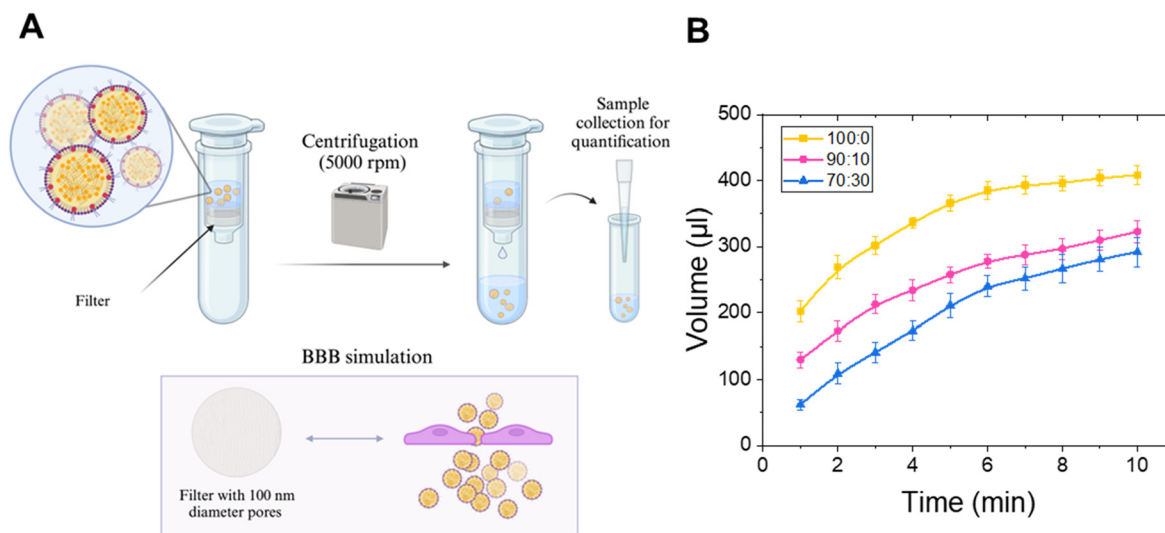 A
Centrifugation
(5000 rpm)
Sample
collection for
quantification
Filter
BBB simulation
Filter with 100 nm
diameter pores
B
500
400
300
200
100
0
Volume (µl)
100:0
90:10
70:30
0 2 4 6 8 10
Time (min)